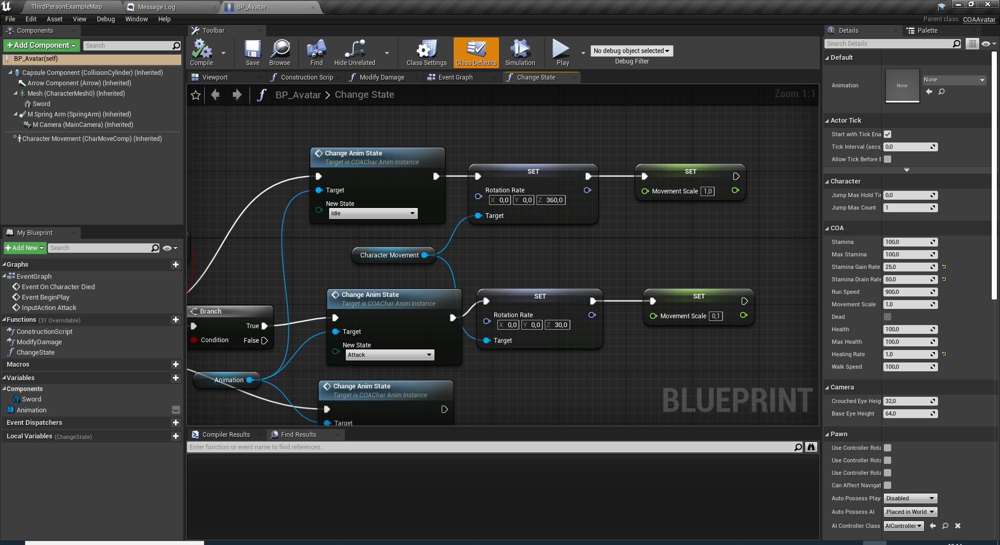 ThirdPersonExampleMap
Message Log
BP_Avatar
File Edit Asset View Debug Window Help
Parent class: COAAvatar
Components
Add Component
Search
BP_Avatar(self)
Capsule Component (CollisionCylinder) (Inherited)
Arrow Component (Arrow) (Inherited)
Mesh (CharacterMesh0) (Inherited)
Sword
M Spring Arm (SpringArm) (Inherited)
M Camera (MainCamera) (Inherited)
Character Movement (CharMoveComp) (Inherited)
My Blueprint
Add New
Search
Graphs
EventGraph
Event On Character Died
Event BeginPlay
InputAction Attack
Functions (31 Overridable)
ConstructionScript
ModifyDamage
ChangeState
Macros
Variables
Components
Sword
Animation
Event Dispatchers
Local Variables (ChangeState)
Toolbar
Compile
Save
Browse
Find
Hide Unrelated
Class Settings
Class Defaults
Simulation
Play
No debug object selected
Debug Filter
Viewport
Construction Scrip
Modify Damage
Event Graph
Change State
BP_Avatar > Change State
Zoom 1:1
Change Anim State
Target is COAChar Anim Instance
Target
New State
Idle
SET
Rotation Rate
X 0,0 Y 0,0 Z 360,0
Target
SET
Movement Scale 1,0
Character Movement
Branch
True
Condition False
Change Anim State
Target is COAChar Anim Instance
Target
New State
Attack
SET
Rotation Rate
X 0,0 Y 0,0 Z 30,0
Target
SET
Movement Scale 0,1
Animation
Change Anim State
Target is COAChar Anim Instance
Target
BLUEPRINT
Compiler Results
Find Results
Enter function or event name to find references...
Details
Palette
Search Details
Default
Animation
None
None
Actor Tick
Start with Tick Ena
Tick Interval (secs 0,0
Allow Tick Before
Character
Jump Max Hold Tir 0,0
Jump Max Count 1
COA
Stamina 100,0
Max Stamina 100,0
Stamina Gain Rate 25,0
Stamina Drain Rate 50,0
Run Speed 900,0
Movement Scale 1,0
Dead
Health 100,0
Max Health 100,0
Healing Rate 1,0
Walk Speed 100,0
Camera
Crouched Eye Heig 32,0
Base Eye Height 64,0
Pawn
Use Controller Rota
Use Controller Rota
Use Controller Rota
Can Affect Navigat
Auto Possess Play Disabled
Auto Possess AI Placed in World
AI Controller Class AIController